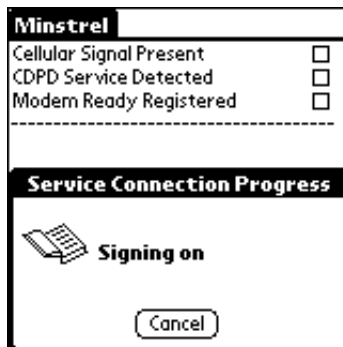 Minstrel
Cellular Signal Present
CDPD Service Detected
Modem Ready Registered
Service Connection Progress
Signing on
Cancel